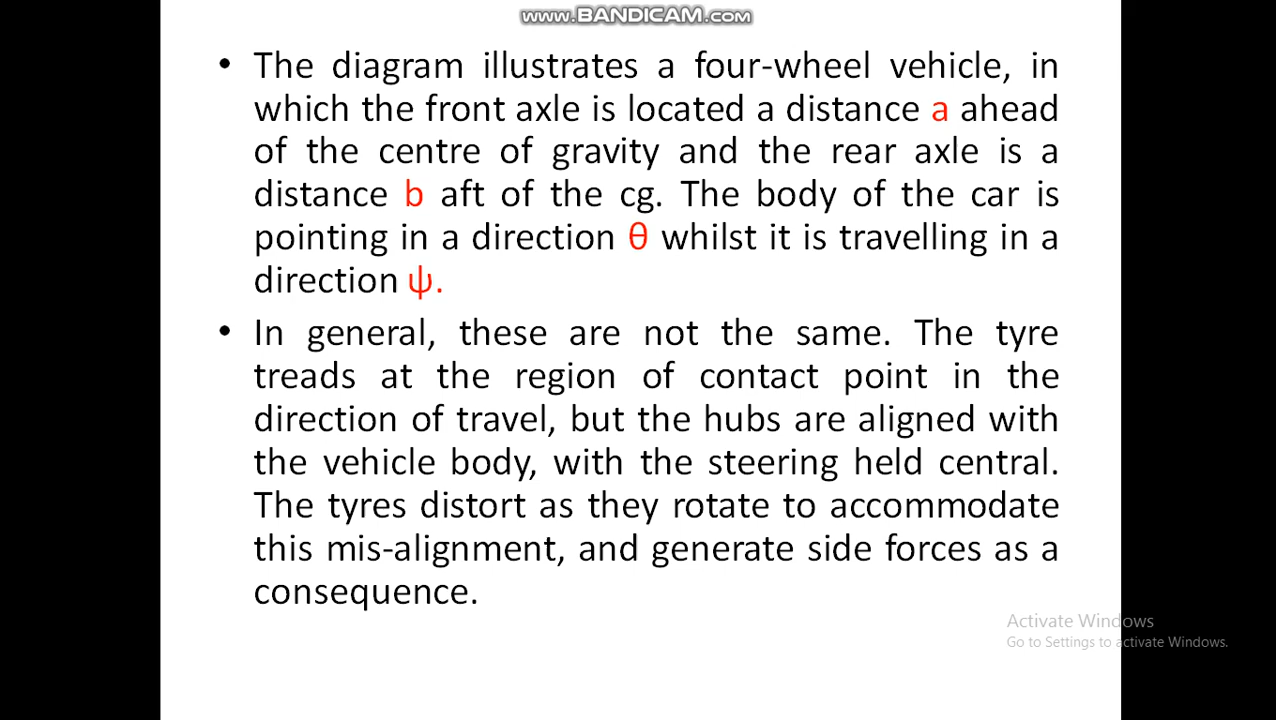 www.BANDICAM.com
• The diagram illustrates a four-wheel vehicle, in
which the front axle is located a distance a ahead
of the centre of gravity and the rear axle is a
distance b aft of the cg. The body of the car is
pointing in a direction θ whilst it is travelling in a
direction ψ.
• In general, these are not the same. The tyre
treads at the region of contact point in the
direction of travel, but the hubs are aligned with
the vehicle body, with the steering held central.
The tyres distort as they rotate to accommodate
this mis-alignment, and generate side forces as a
consequence.
Activate Windows
Go to Settings to activate Windows.